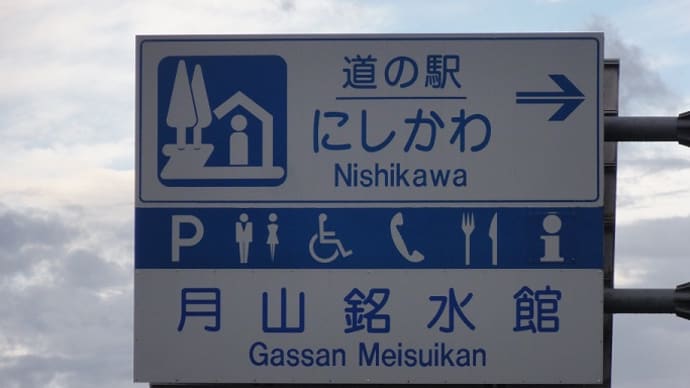 道の駅
にしかわ
Nishikawa
P
月山銘水館
Gassan Meisuikan